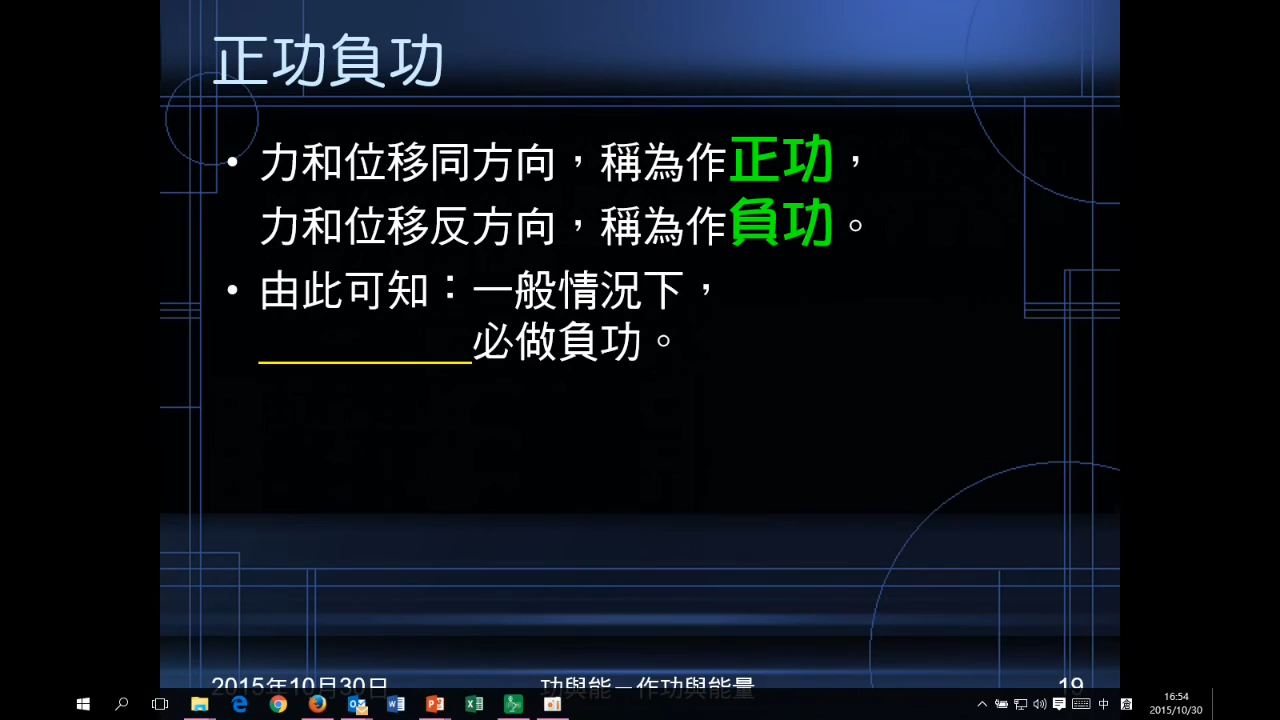 正功負功
• 力和位移同方向，稱為作正功，
力和位移反方向，稱為作負功。
• 由此可知：一般情況下，
必做負功。
2015年10月30日 功與能－作功與能量 19
中 16:54
2015/10/30